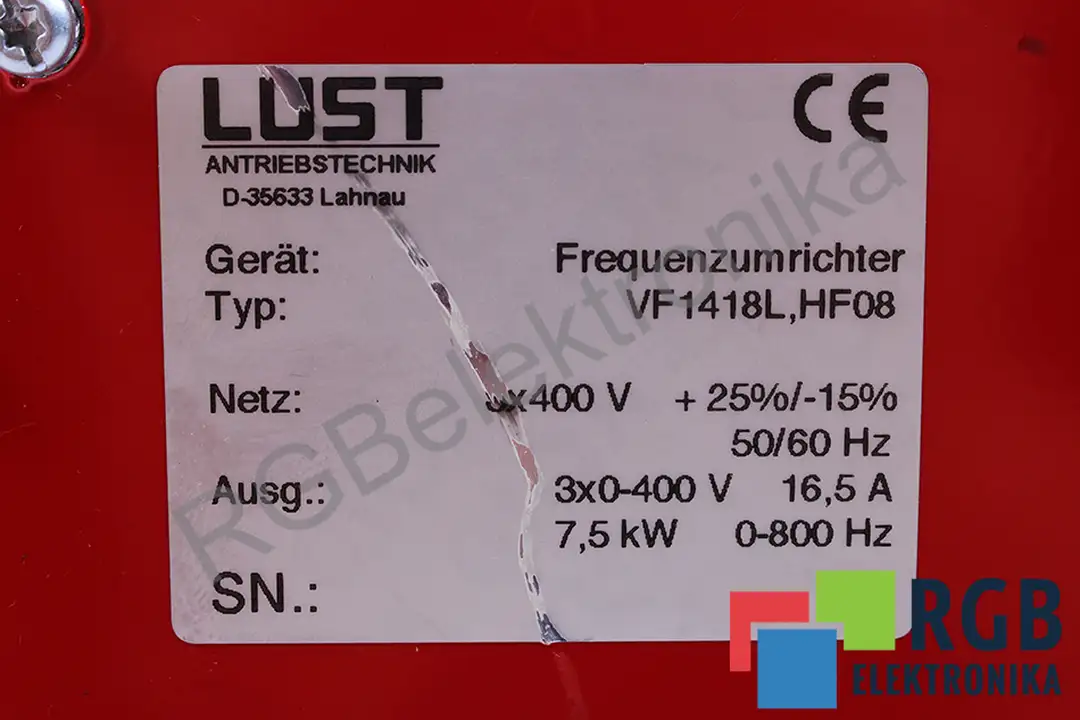 LUST
CE
ANTRIEBSTECHNIK
D-35633 Lahnau
Gerät: Frequenzumrichter
Typ: VF1418L,HF08
Netz: 3x400 V + 25%/-15%
50/60 Hz
Ausg.: 3x0-400 V 16,5 A
7,5 kW 0-800 Hz
SN.:
RGBelektronika
RGB
ELEKTRONIKA